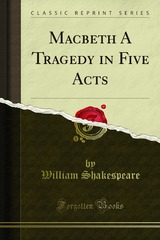 CLASSIC REPRINT SERIES
Macbeth A
Tragedy in Five
Acts
by
William Shakespeare
Forgotten Books